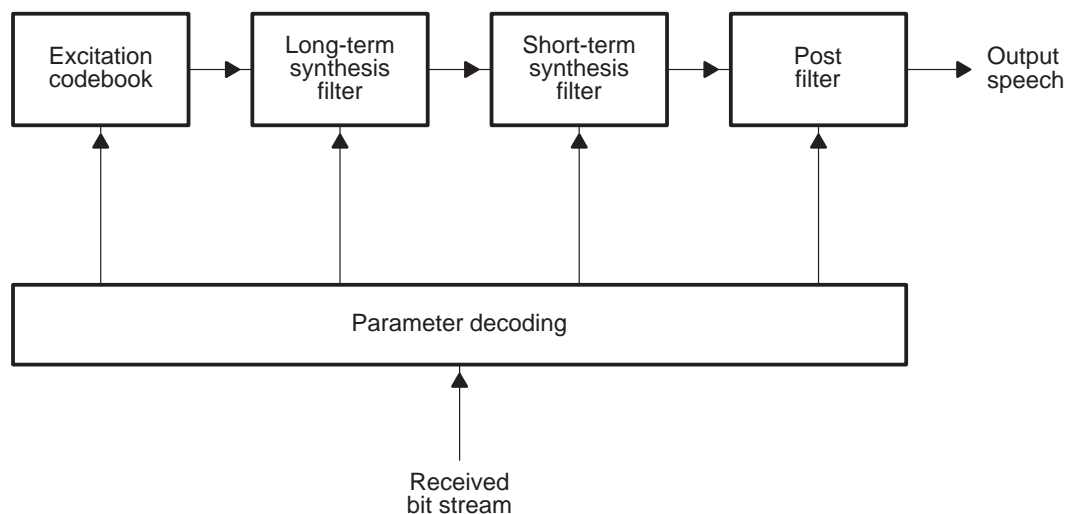 Excitation
codebook
Long-term
synthesis
filter
Short-term
synthesis
filter
Post
filter
Output
speech
Parameter decoding
Received
bit stream